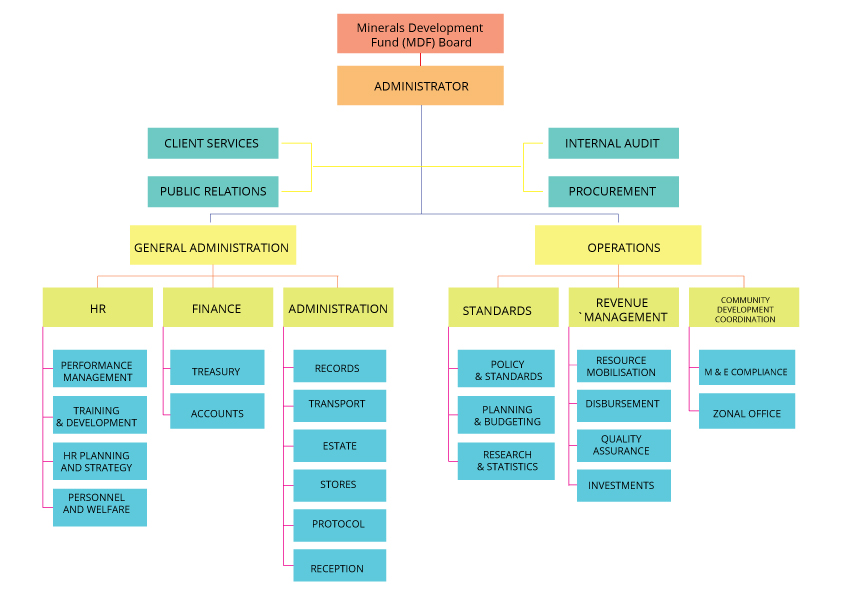 Minerals Development
Fund (MDF) Board
ADMINISTRATOR
CLIENT SERVICES
INTERNAL AUDIT
PUBLIC RELATIONS
PROCUREMENT
GENERAL ADMINISTRATION
OPERATIONS
HR
FINANCE
ADMINISTRATION
STANDARDS
REVENUE
`MANAGEMENT
COMMUNITY
DEVELOPMENT
COORDINATION
PERFORMANCE
MANAGEMENT
TRAINING
& DEVELOPMENT
HR PLANNING
AND STRATEGY
PERSONNEL
AND WELFARE
TREASURY
ACCOUNTS
RECORDS
TRANSPORT
ESTATE
STORES
PROTOCOL
RECEPTION
POLICY
& STANDARDS
PLANNING
& BUDGETING
RESEARCH
& STATISTICS
RESOURCE
MOBILISATION
DISBURSEMENT
QUALITY
ASSURANCE
INVESTMENTS
M & E COMPLIANCE
ZONAL OFFICE